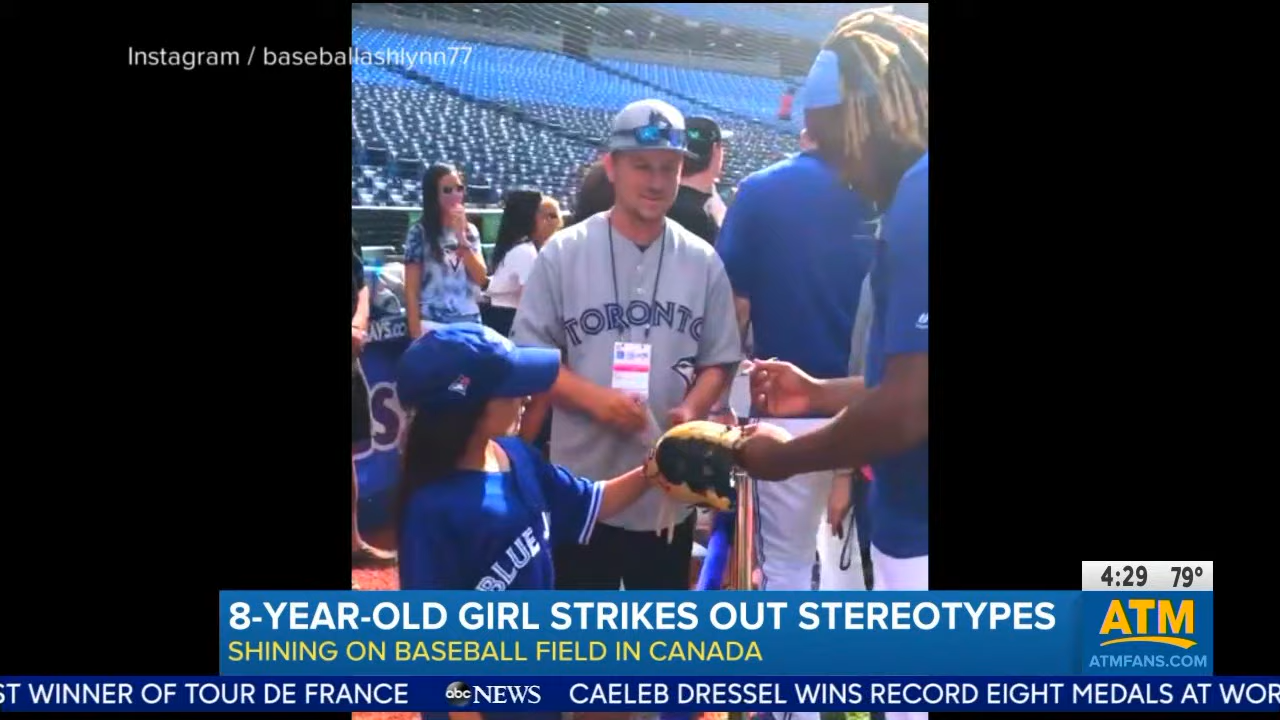 Instagram / baseballashlynn77
TORONTO
BLUE J
8-YEAR-OLD GIRL STRIKES OUT STEREOTYPES
SHINING ON BASEBALL FIELD IN CANADA
4:29 79°
ATM
ATMFANS.COM
ST WINNER OF TOUR DE FRANCE abc NEWS CAELEB DRESSEL WINS RECORD EIGHT MEDALS AT WOR